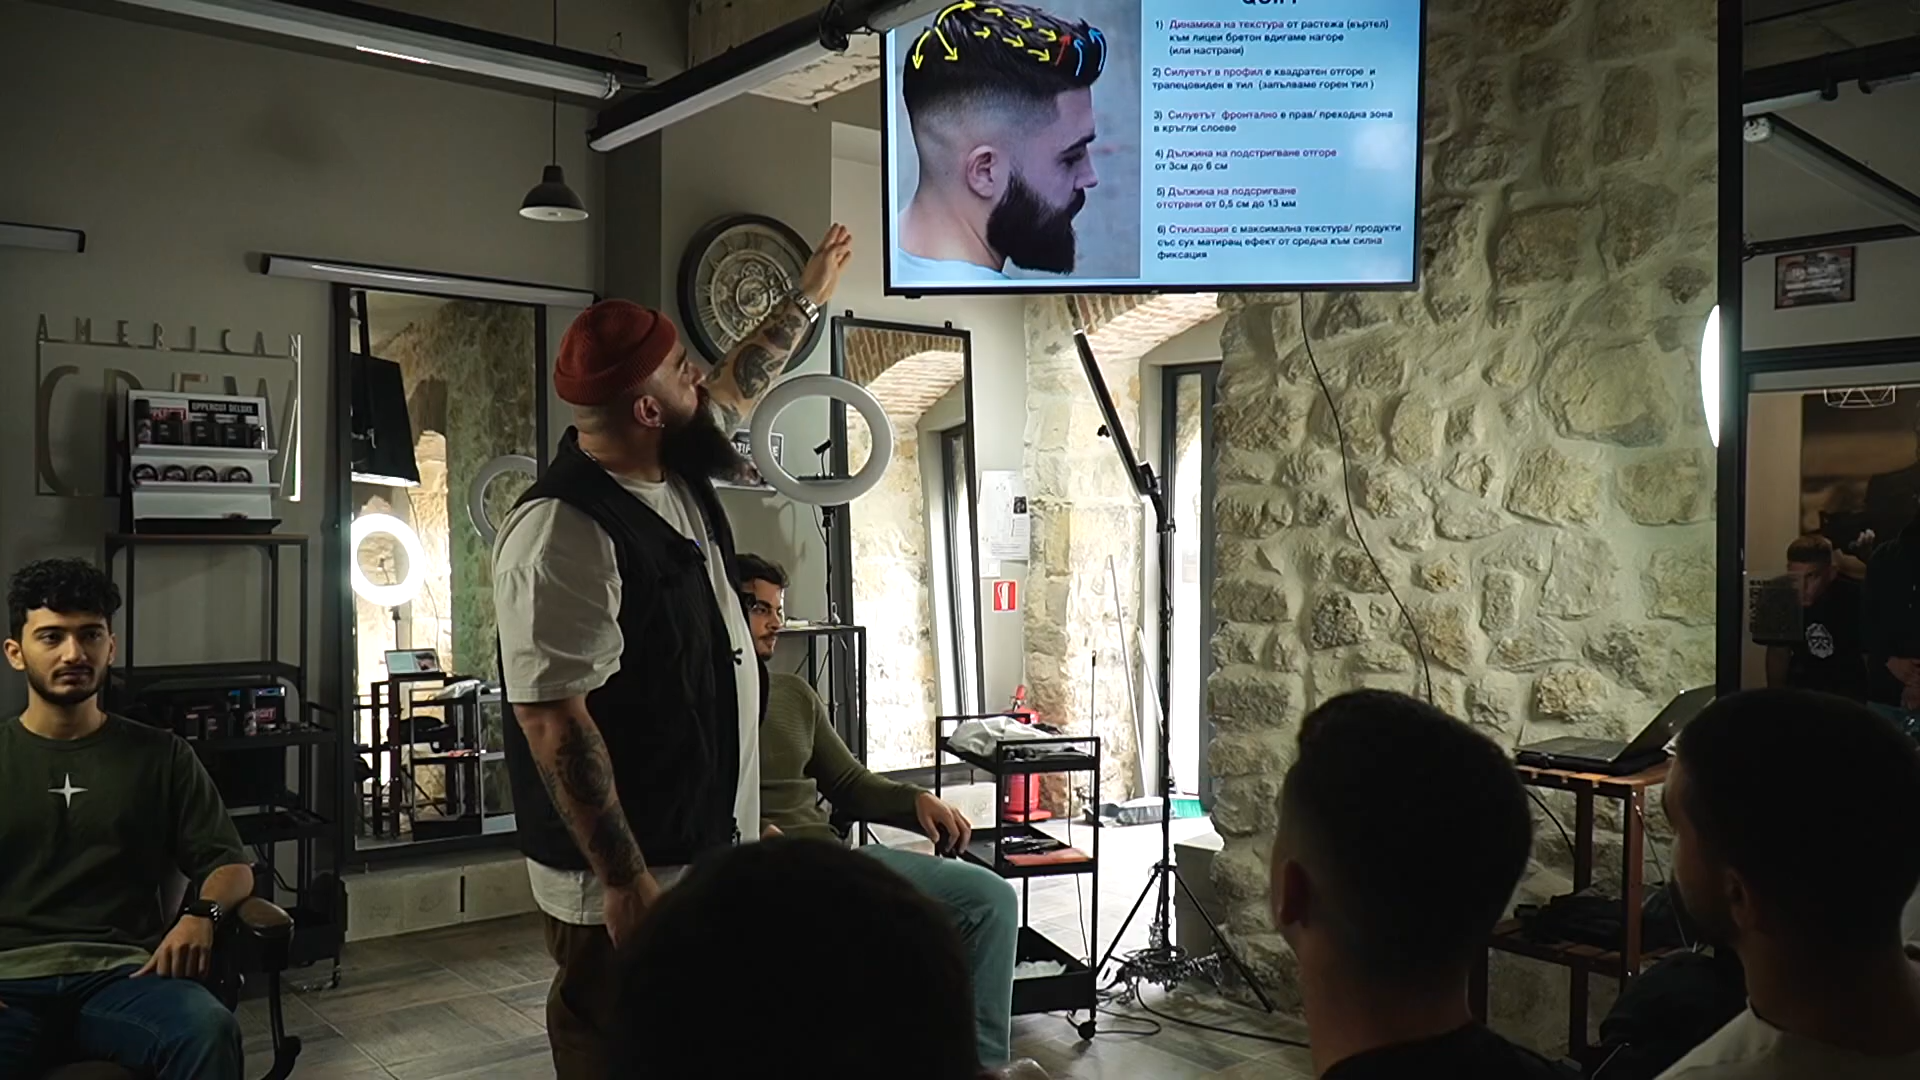 1) Динамика на текстура от растежа (въртел)
към лицеи бретон вдигаме нагоре
(или настрани)
2) Силуетът в профил е квадратен отгоре и
трапецовиден в тил (запълваме горен тил)
3) Силуетът фронтално е прав/ преходна зона
в кръгли слоеве
4) Дължина на подстригване отгоре
от 3см до 6 см
5) Дължина на подсригване
отстрани от 0,5 см до 13 мм
6) Стилизация с максимална текстура/ продукти
със сух матиращ ефект от средна към силна
фиксация
AMERICAN
CREW
UPPERCUT DELUXE